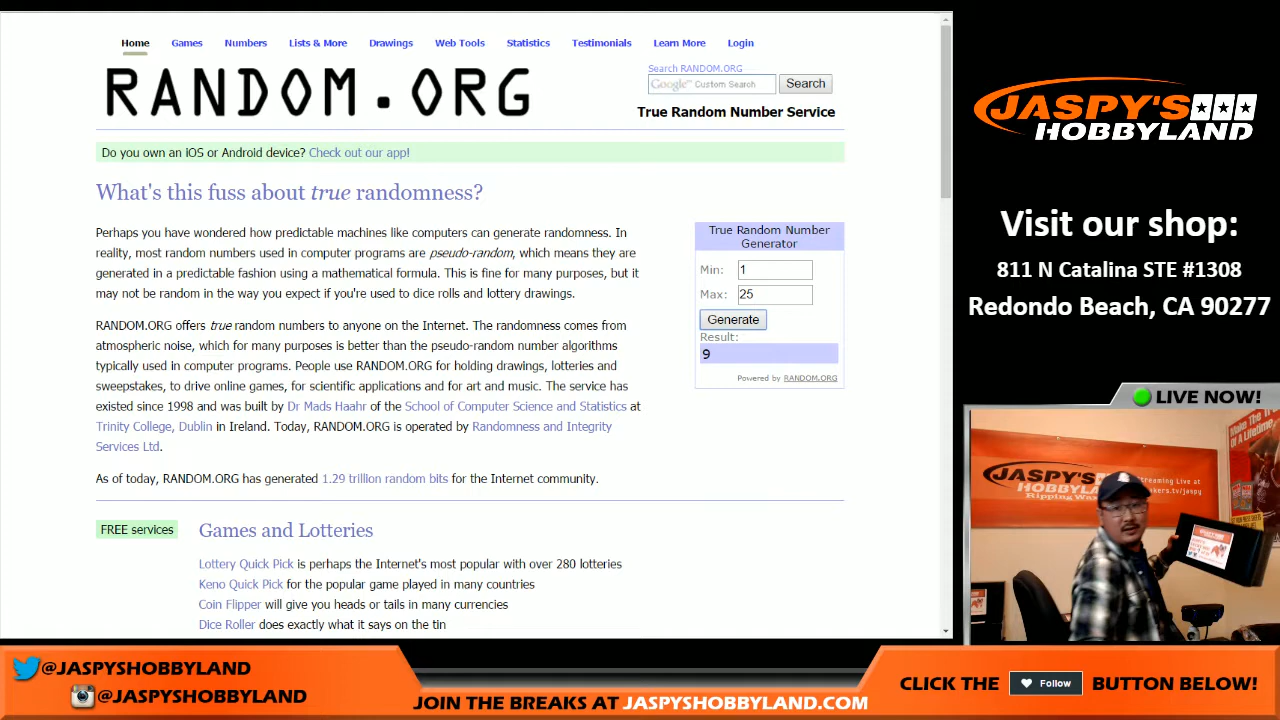 Home Games Numbers Lists & More Drawings Web Tools Statistics Testimonials Learn More Login
RANDOM.ORG
Search RANDOM.ORG
Google™ Custom Search Search
True Random Number Service
Do you own an iOS or Android device? Check out our app!
What's this fuss about true randomness?
Perhaps you have wondered how predictable machines like computers can generate randomness. In
reality, most random numbers used in computer programs are pseudo-random, which means they are
generated in a predictable fashion using a mathematical formula. This is fine for many purposes, but it
may not be random in the way you expect if you're used to dice rolls and lottery drawings.
RANDOM.ORG offers true random numbers to anyone on the Internet. The randomness comes from
atmospheric noise, which for many purposes is better than the pseudo-random number algorithms
typically used in computer programs. People use RANDOM.ORG for holding drawings, lotteries and
sweepstakes, to drive online games, for scientific applications and for art and music. The service has
existed since 1998 and was built by Dr Mads Haahr of the School of Computer Science and Statistics at
Trinity College, Dublin in Ireland. Today, RANDOM.ORG is operated by Randomness and Integrity
Services Ltd.
As of today, RANDOM.ORG has generated 1.29 trillion random bits for the Internet community.
True Random Number
Generator
Min: 1
Max: 25
Generate
Result:
9
Powered by RANDOM.ORG
FREE services
Games and Lotteries
Lottery Quick Pick is perhaps the Internet's most popular with over 280 lotteries
Keno Quick Pick for the popular game played in many countries
Coin Flipper will give you heads or tails in many currencies
Dice Roller does exactly what it says on the tin
JASPY'S
HOBBYLAND
Visit our shop:
811 N Catalina STE #1308
Redondo Beach, CA 90277
LIVE NOW!
JASPY'S
HOBBYLAND
Ripping Wax
Streaming Live at
Make The
Of A Lifetime
@JASPYSHOBBYLAND
@JASPYSHOBBYLAND
JOIN THE BREAKS AT JASPYSHOBBYLAND.COM
CLICK THE Follow BUTTON BELOW!